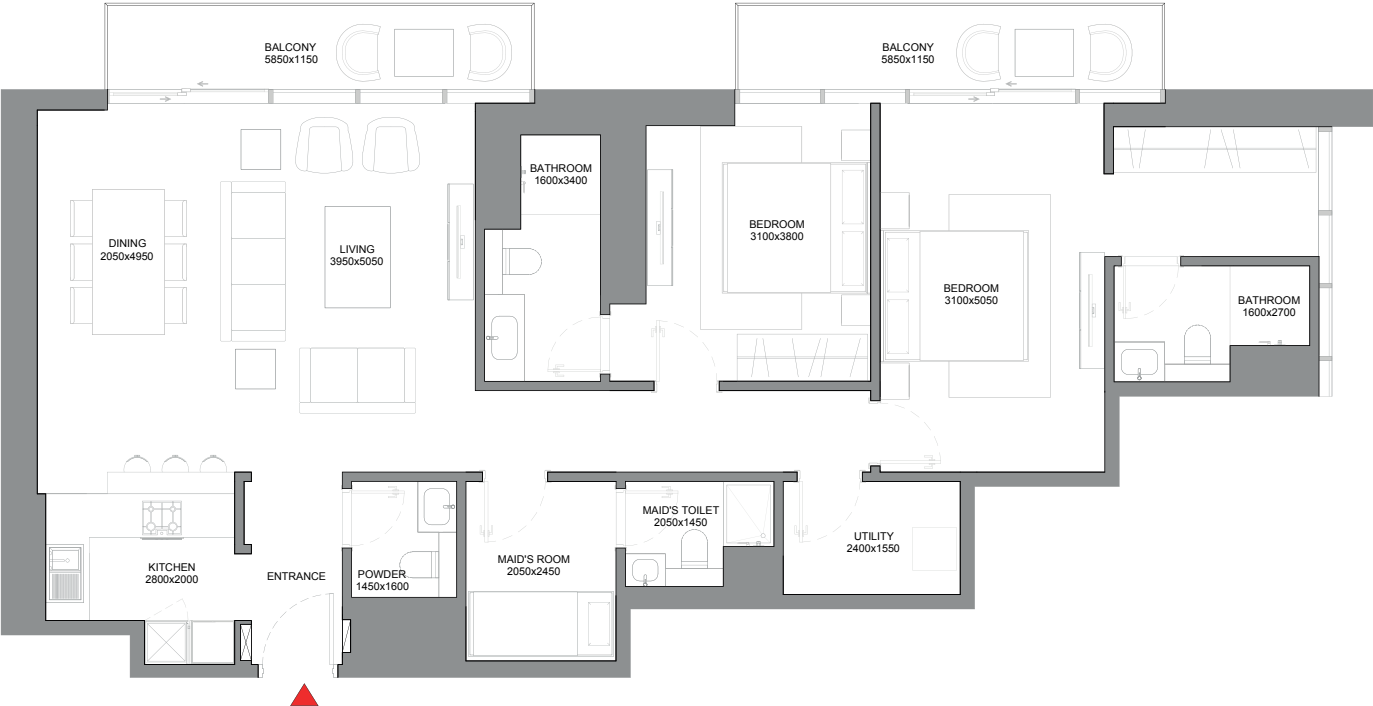 BALCONY
5850x1150
BALCONY
5850x1150
BATHROOM
1600x3400
BEDROOM
3100x3800
DINING
2050x4950
LIVING
3950x5050
BEDROOM
3100x5050
BATHROOM
1600x2700
MAID'S TOILET
2050x1450
UTILITY
2400x1550
MAID'S ROOM
2050x2450
KITCHEN
2800x2000
ENTRANCE
POWDER
1450x1600